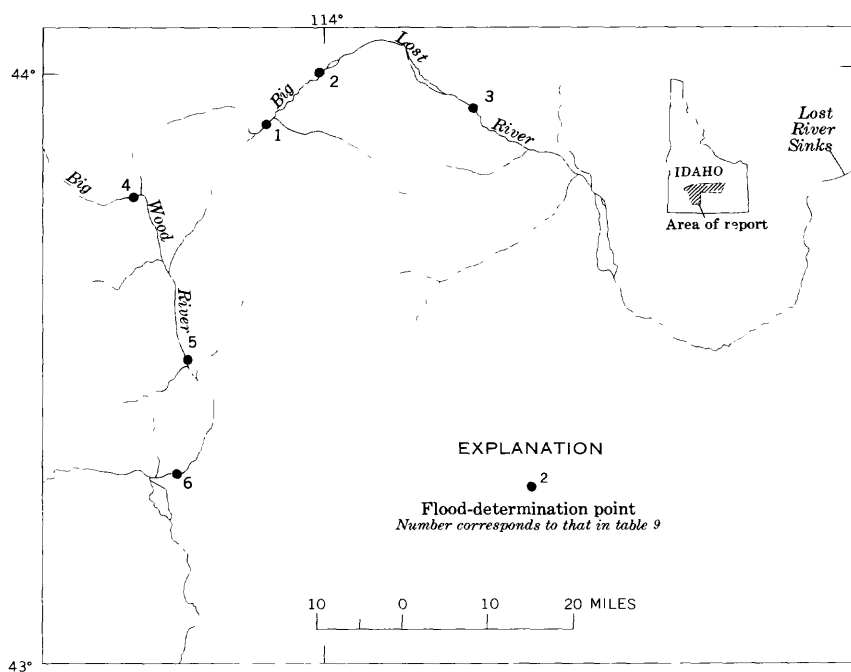 114°
44°
Big
Lost
River
2
3
1
Lost
River
Sinks
IDAHO
Area of report
Big
4
Wood
River
5
6
EXPLANATION
2
Flood-determination point
Number corresponds to that in table 9
10 0 10 20 MILES
43°